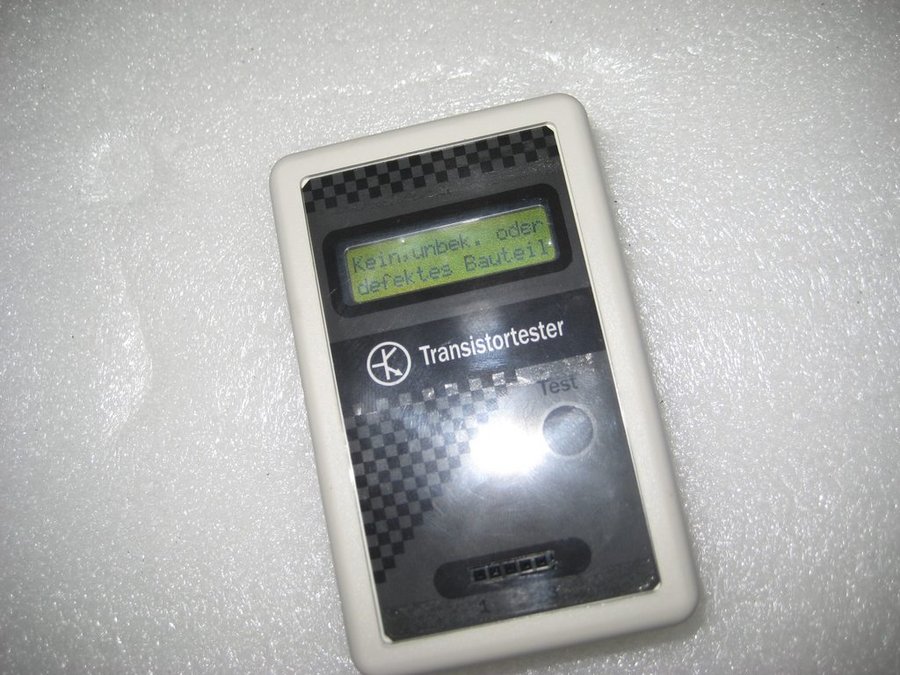 Kein,unbek. oder
defektes Bauteil
Transistortester
Test
1